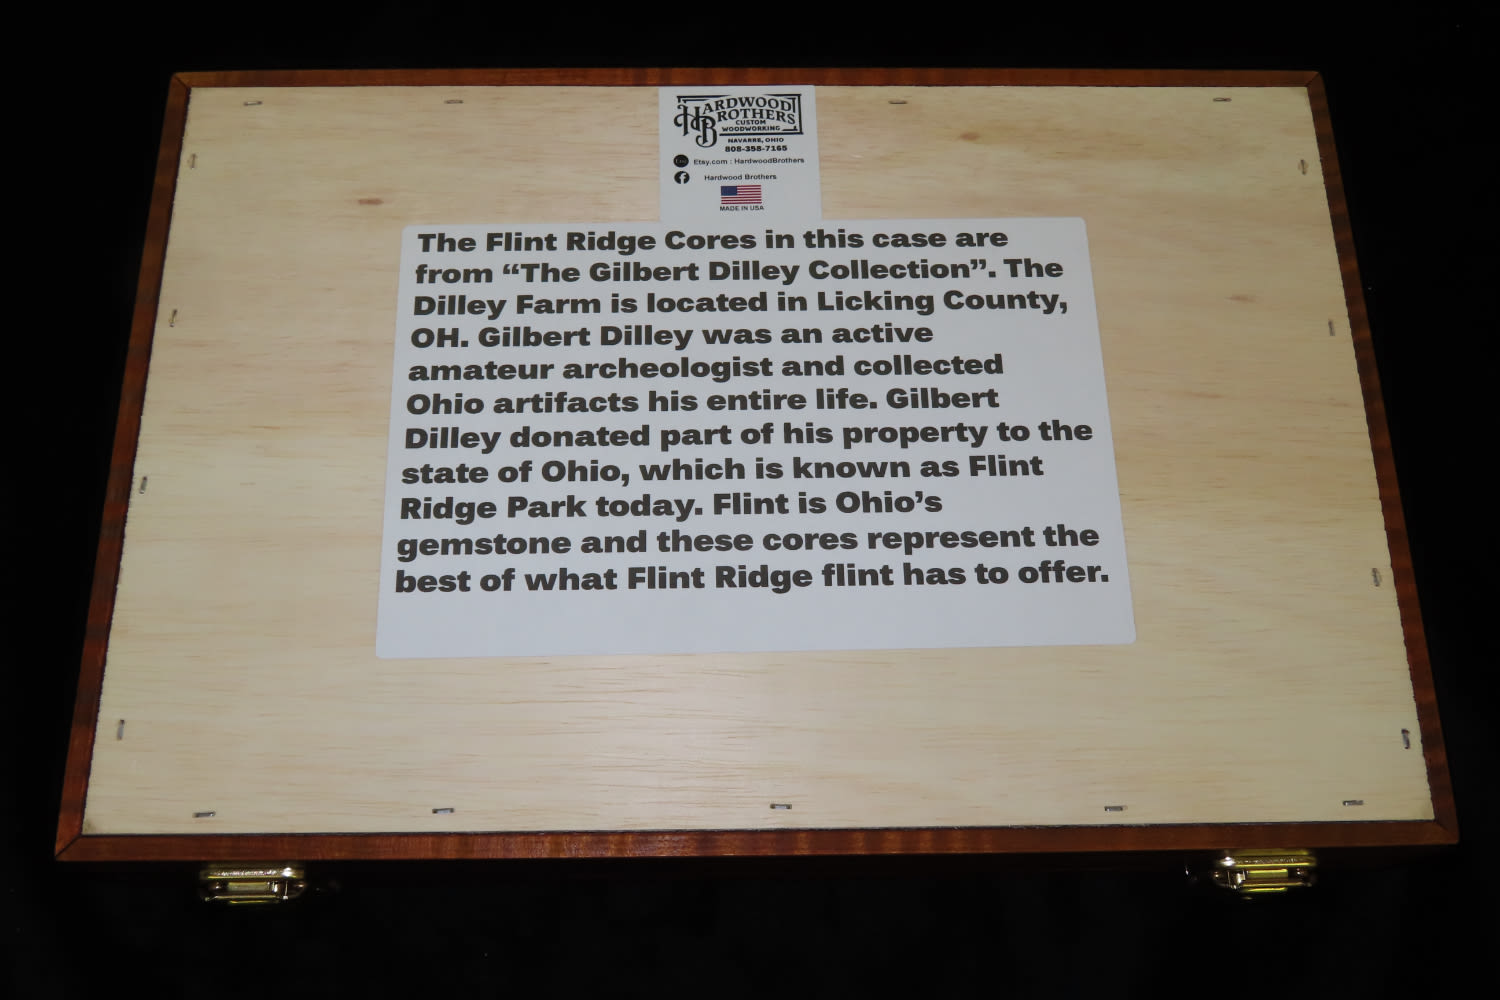 HARDWOOD
BROTHERS
CUSTOM
WOODWORKING
HB
NAVARRE, OHIO
808-398-7165
Etsy.com : HardwoodBrothers
Hardwood Brothers
MADE IN USA
The Flint Ridge Cores in this case are
from “The Gilbert Dilley Collection”. The
Dilley Farm is located in Licking County,
OH. Gilbert Dilley was an active
amateur archeologist and collected
Ohio artifacts his entire life. Gilbert
Dilley donated part of his property to the
state of Ohio, which is known as Flint
Ridge Park today. Flint is Ohio’s
gemstone and these cores represent the
best of what Flint Ridge flint has to offer.